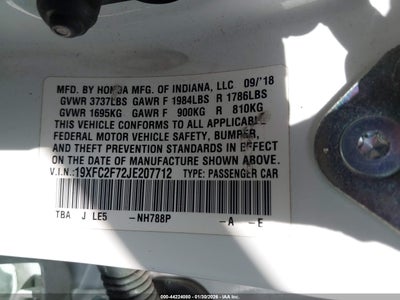 MFD. BY HONDA MFG. OF INDIANA, LLC 09/'18
GVWR 3737LBS GAWR F 1984LBS R 1786LBS
GVWR 1695KG GAWR F 900KG R 810KG
THIS VEHICLE CONFORMS TO ALL APPLICABLE
FEDERAL MOTOR VEHICLE SAFETY, BUMPER,
AND THEFT PREVENTION STANDARDS IN EFFECT
ON THE DATE OF MANUFACTURE SHOWN ABOVE.
V.I.N.:19XFC2F72JE207712 TYPE: PASSENGER CAR
TBA J LE5 -NH788P -A -E
000-44224080 — 01/30/2026 - iaai.com